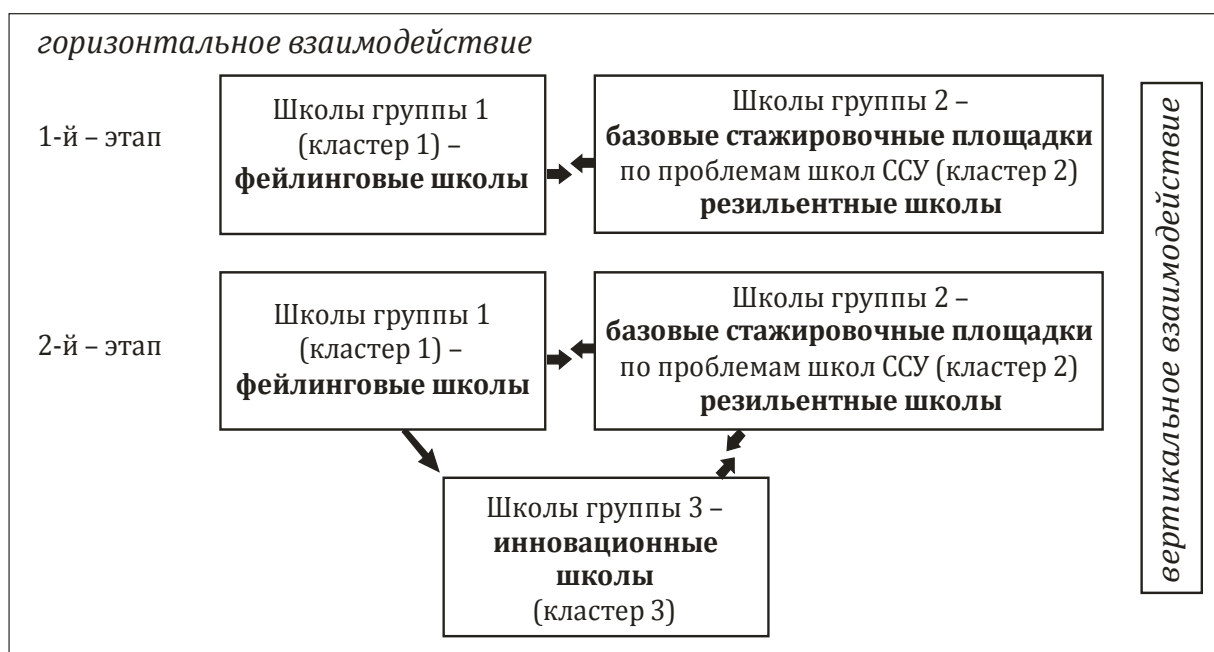 горизонтальное взаимодействие
1-й – этап
Школы группы 1
(кластер 1) –
фейлинговые школы
Школы группы 2 –
базовые стажировочные площадки
по проблемам школ ССУ (кластер 2)
резильентные школы
2-й – этап
Школы группы 1
(кластер 1) –
фейлинговые школы
Школы группы 2 –
базовые стажировочные площадки
по проблемам школ ССУ (кластер 2)
резильентные школы
Школы группы 3 –
инновационные
школы
(кластер 3)
вертикальное взаимодействие